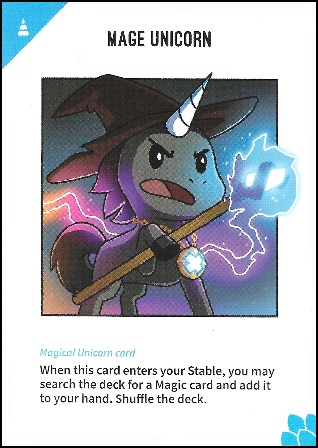 MAGE UNICORN
Magical Unicorn card
When this card enters your Stable, you may
search the deck for a Magic card and add it
to your hand. Shuffle the deck.